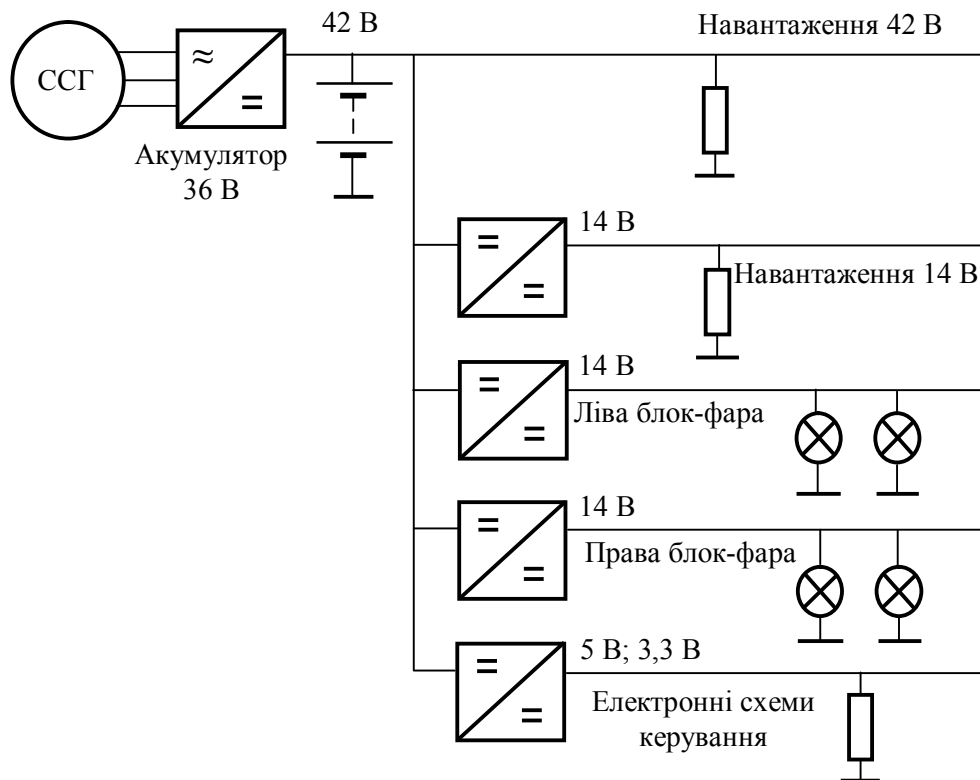 42 В
Навантаження 42 В
ССГ
Акумулятор
36 В
14 В
Навантаження 14 В
14 В
Ліва блок-фара
14 В
Права блок-фара
5 В; 3,3 В
Електронні схеми
керування